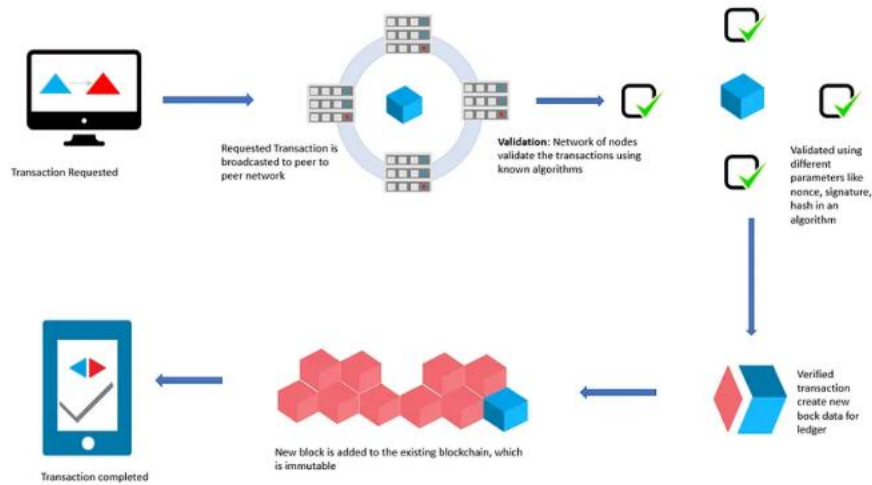 Transaction Requested
Requested Transaction is
broadcasted to peer to
peer network
Validation: Network of nodes
validate the transactions using
known algorithms
Validated using
different
parameters like
nonce, signature,
hash in an
algorithm
Verified
transaction
create new
bock data for
ledger
New block is added to the existing blockchain, which
is immutable
Transaction completed